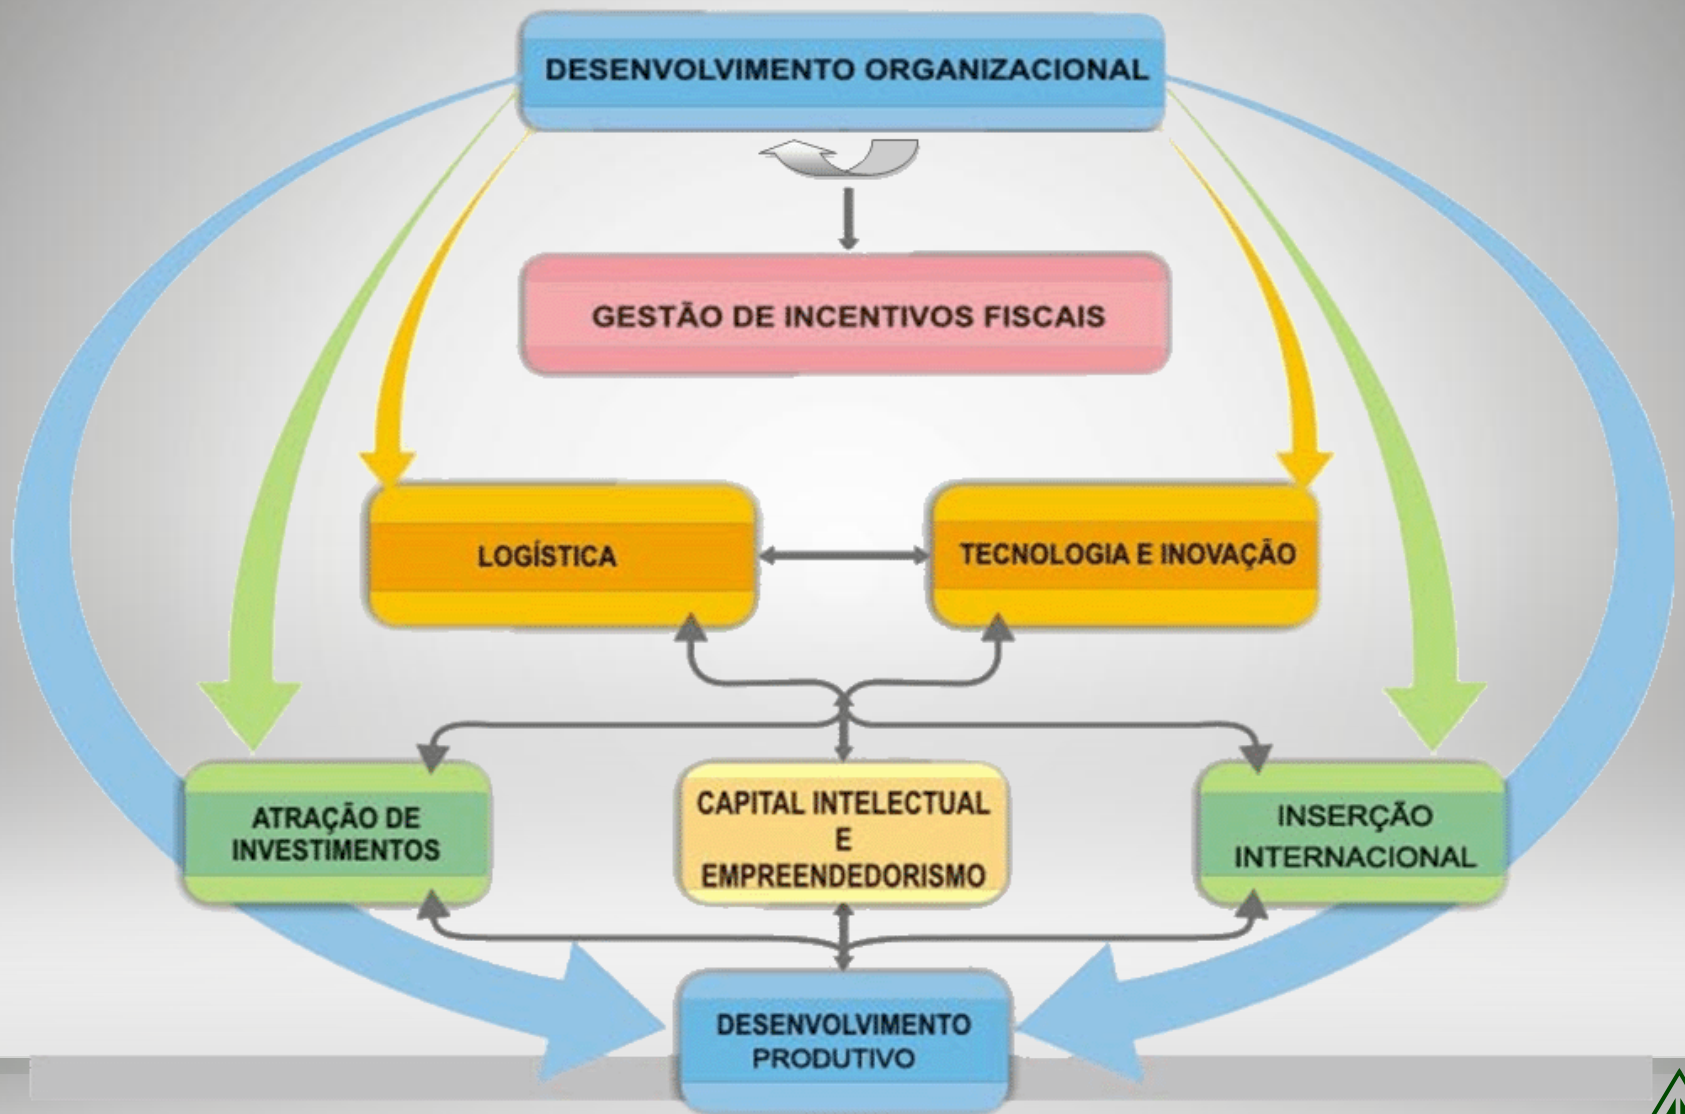 DESENVOLVIMENTO ORGANIZACIONAL
GESTÃO DE INCENTIVOS FISCAIS
LOGÍSTICA
TECNOLOGIA E INOVAÇÃO
ATRAÇÃO DE
INVESTIMENTOS
CAPITAL INTELECTUAL
E
EMPREENDEDORISMO
INSERÇÃO
INTERNACIONAL
DESENVOLVIMENTO
PRODUTIVO